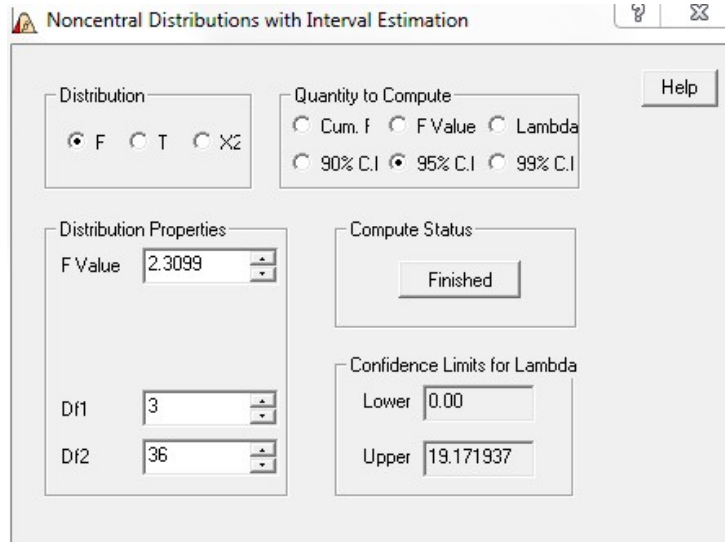 Noncentral Distributions with Interval Estimation
?
Help
Distribution
F T X2
Quantity to Compute
Cum. F F Value Lambda
90% C.I 95% C.I 99% C.I
Distribution Properties
F Value 2.3099
Df1 3
Df2 36
Compute Status
Finished
Confidence Limits for Lambda
Lower 0.00
Upper 19.171937